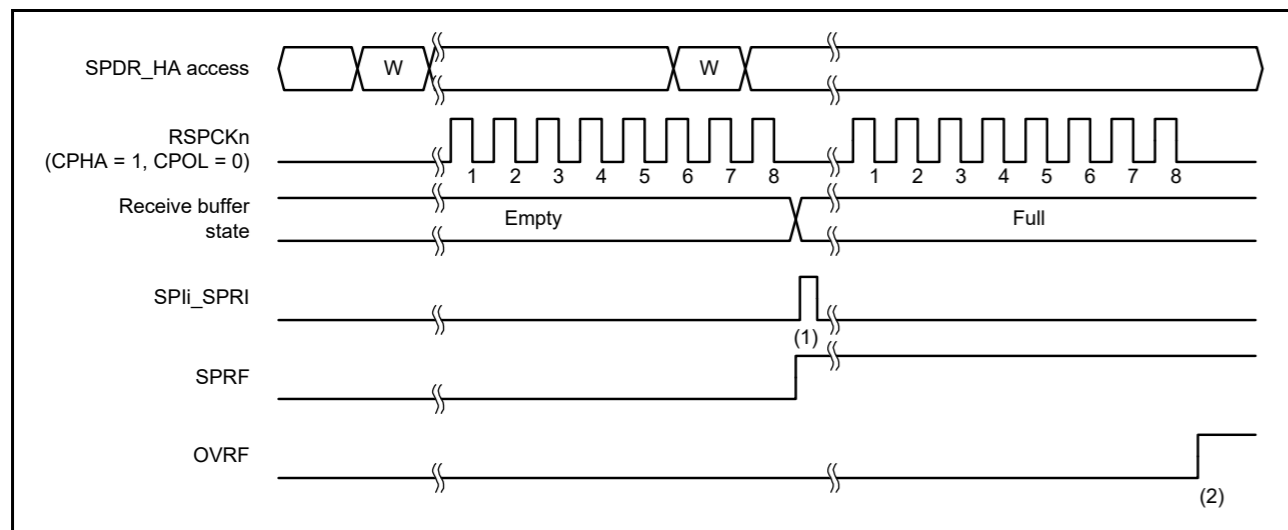 SPDR_HA access
W
W
RSPCKn
(CPHA = 1, CPOL = 0)
1 2 3 4 5 6 7 8
1 2 3 4 5 6 7 8
Receive buffer
state
Empty
Full
SPIi_SPRI
(1)
SPRF
OVRF
(2)